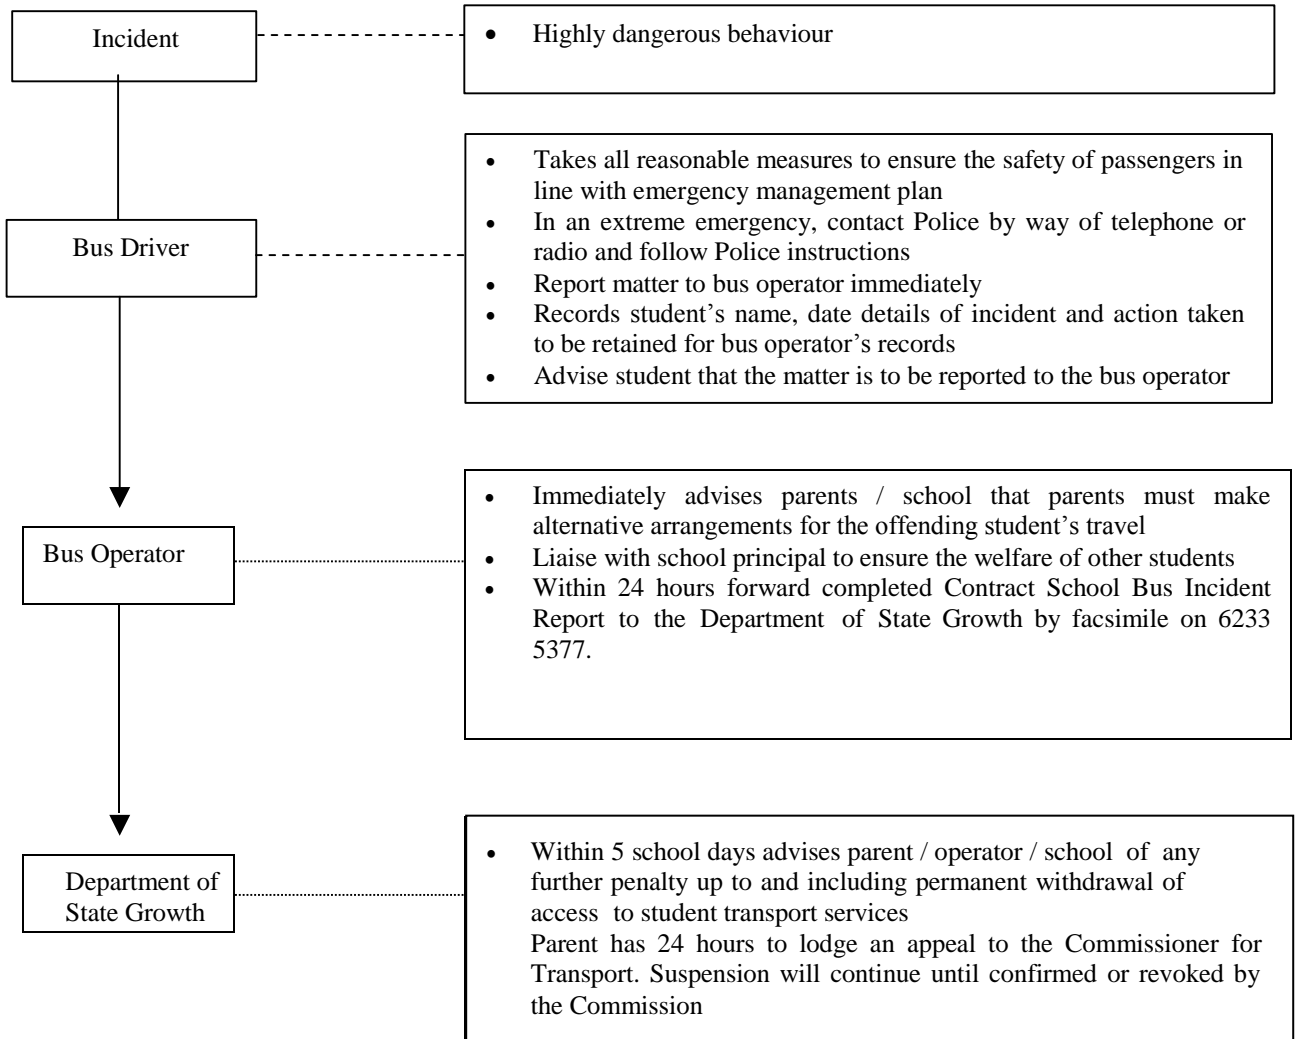 Incident
• Highly dangerous behaviour
• Takes all reasonable measures to ensure the safety of passengers in
line with emergency management plan
• In an extreme emergency, contact Police by way of telephone or
radio and follow Police instructions
• Report matter to bus operator immediately
• Records student’s name, date details of incident and action taken
to be retained for bus operator’s records
• Advise student that the matter is to be reported to the bus operator
Bus Driver
• Immediately advises parents / school that parents must make
alternative arrangements for the offending student’s travel
• Liaise with school principal to ensure the welfare of other students
• Within 24 hours forward completed Contract School Bus Incident
Report to the Department of State Growth by facsimile on 6233
5377.
Bus Operator
• Within 5 school days advises parent / operator / school of any
further penalty up to and including permanent withdrawal of
access to student transport services
Parent has 24 hours to lodge an appeal to the Commissioner for
Transport. Suspension will continue until confirmed or revoked by
the Commission
Department of
State Growth